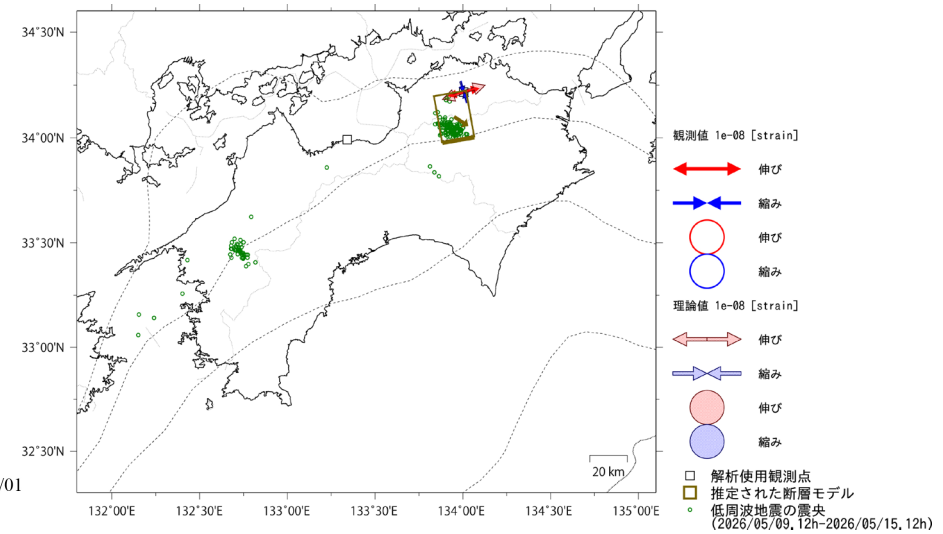 34°30'N
34°00'N
33°30'N
33°00'N
32°30'N
132°00'E
132°30'E
133°00'E
133°30'E
134°00'E
134°30'E
135°00'E
20 km
/01
観測値 1e-08 [strain]
伸び
縮み
伸び
縮み
理論値 1e-08 [strain]
伸び
縮み
伸び
縮み
解析使用観測点
推定された断層モデル
低周波地震の震央
(2026/05/09.12h-2026/05/15.12h)